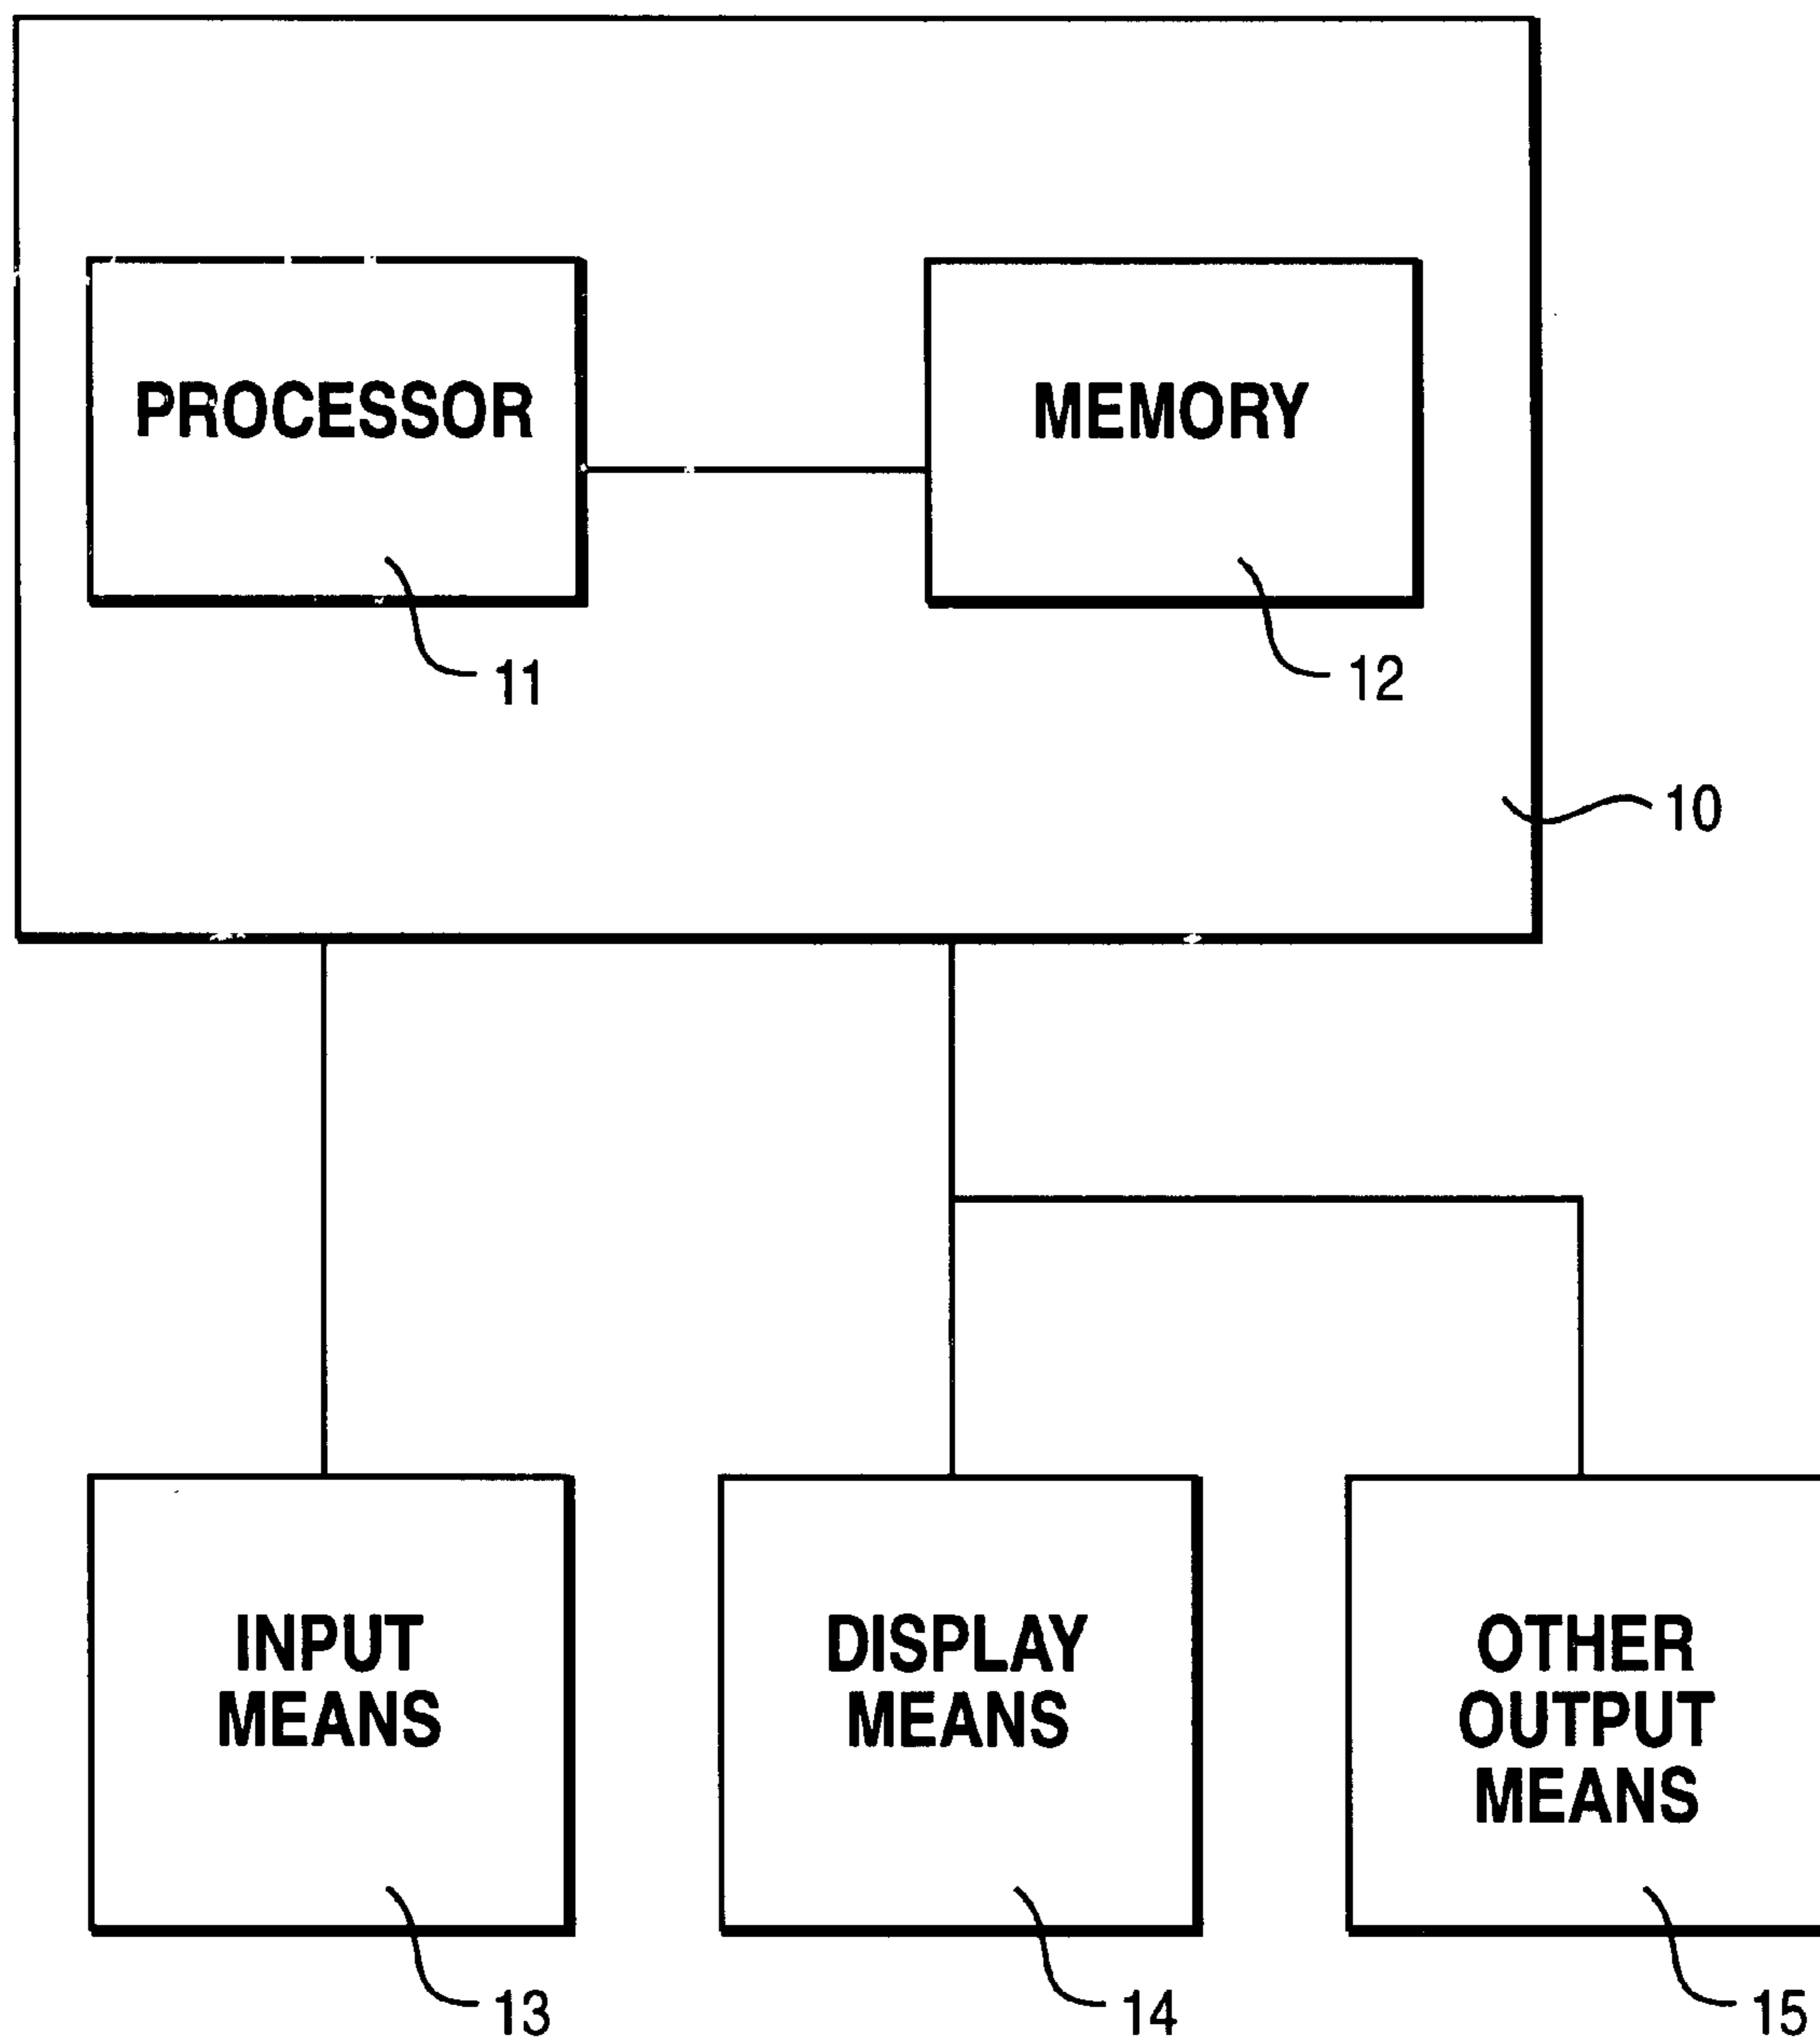 PROCESSOR
MEMORY
11
12
10
INPUT
MEANS
DISPLAY
MEANS
OTHER
OUTPUT
MEANS
13
14
15